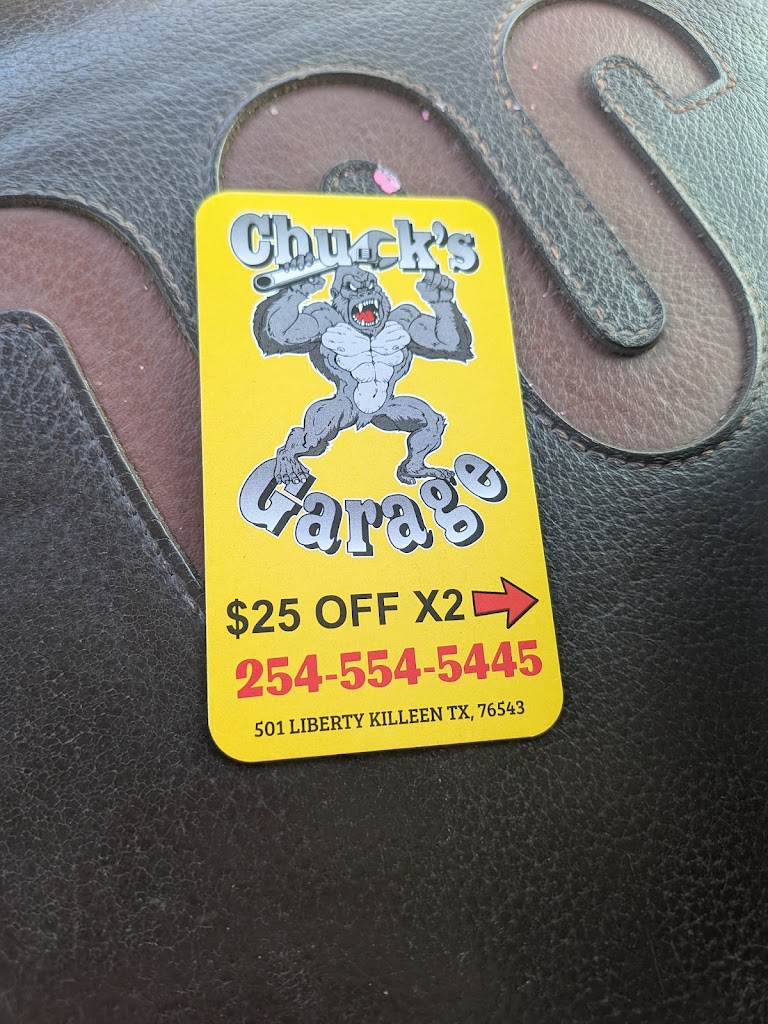 Chuck's
Garage
$25 OFF X2
254-554-5445
501 LIBERTY KILLEEN TX, 76543